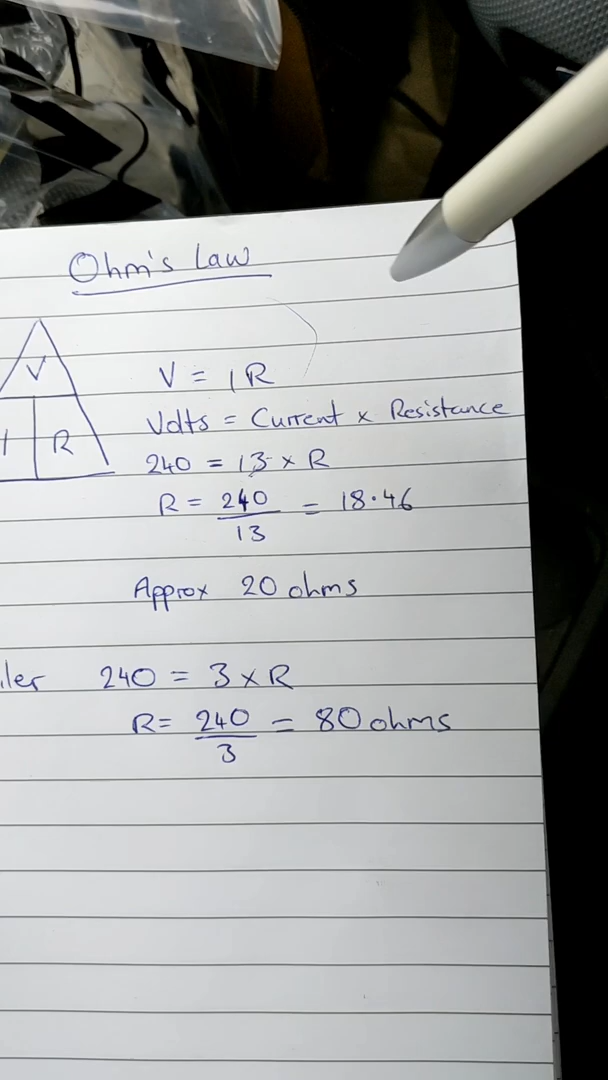 Ohm's Law
V
I R
V = IR
Volts = Current x Resistance
240 = 13 x R
R = 240/13 = 18.46
Approx 20 ohms
240 = 3 x R
R = 240/3 = 80 ohms